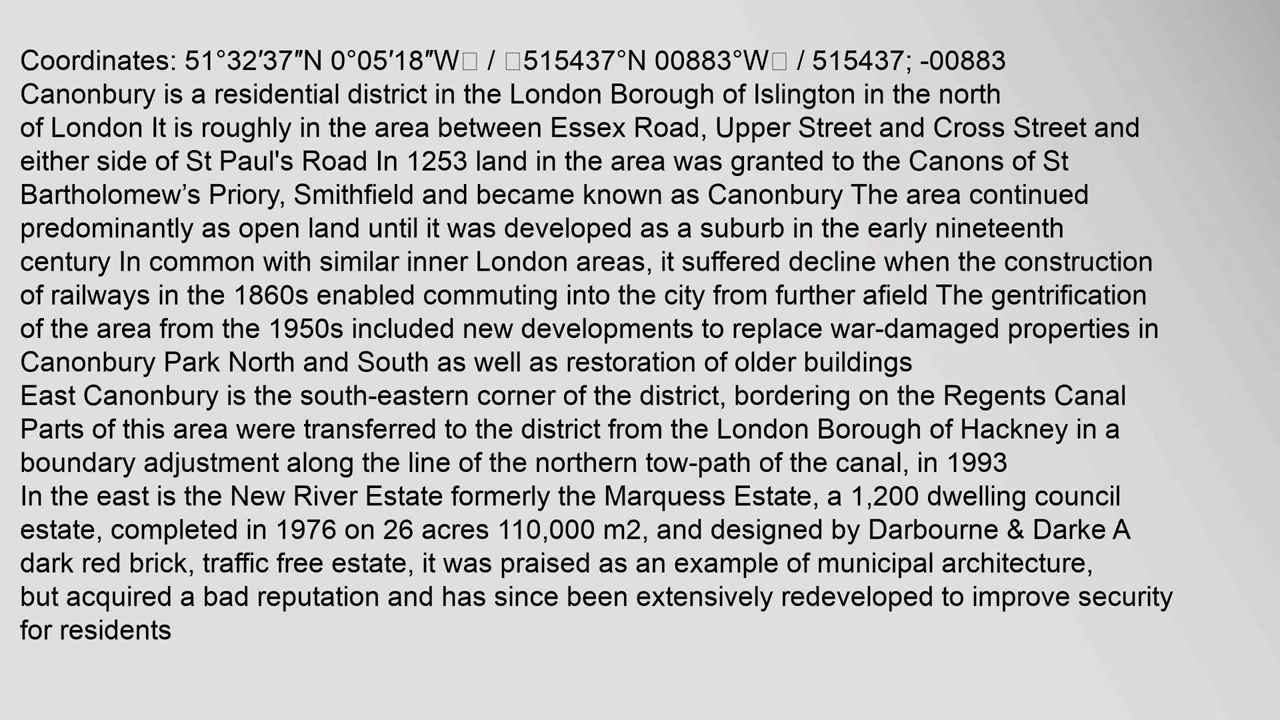 Coordinates: 51°32′37″N 0°05′18″W□ / □515437°N 00883°W□ / 515437; -00883
Canonbury is a residential district in the London Borough of Islington in the north
of London It is roughly in the area between Essex Road, Upper Street and Cross Street and
either side of St Paul's Road In 1253 land in the area was granted to the Canons of St
Bartholomew’s Priory, Smithfield and became known as Canonbury The area continued
predominantly as open land until it was developed as a suburb in the early nineteenth
century In common with similar inner London areas, it suffered decline when the construction
of railways in the 1860s enabled commuting into the city from further afield The gentrification
of the area from the 1950s included new developments to replace war-damaged properties in
Canonbury Park North and South as well as restoration of older buildings
East Canonbury is the south-eastern corner of the district, bordering on the Regents Canal
Parts of this area were transferred to the district from the London Borough of Hackney in a
boundary adjustment along the line of the northern tow-path of the canal, in 1993
In the east is the New River Estate formerly the Marquess Estate, a 1,200 dwelling council
estate, completed in 1976 on 26 acres 110,000 m2, and designed by Darbourne & Darke A
dark red brick, traffic free estate, it was praised as an example of municipal architecture,
but acquired a bad reputation and has since been extensively redeveloped to improve security
for residents